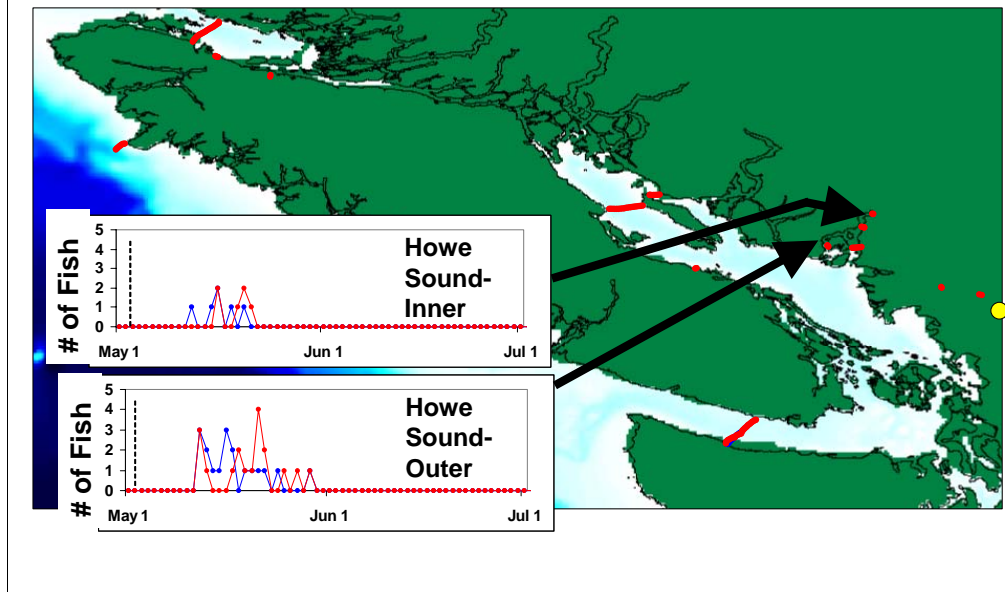 # of Fish
5
4
3
2
1
0
May 1
Jun 1
Jul 1
Howe
Sound-
Inner
# of Fish
5
4
3
2
1
0
May 1
Jun 1
Jul 1
Howe
Sound-
Outer